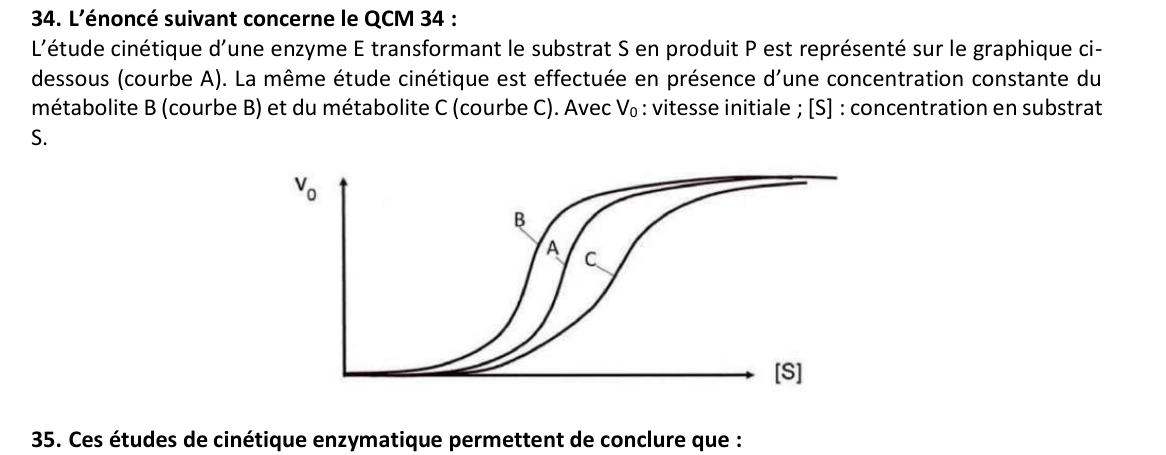 34. L’énoncé suivant concerne le QCM 34 :
L’étude cinétique d’une enzyme E transformant le substrat S en produit P est représenté sur le graphique ci-
dessous (courbe A). La même étude cinétique est effectuée en présence d’une concentration constante du
métabolite B (courbe B) et du métabolite C (courbe C). Avec V₀ : vitesse initiale ; [S] : concentration en substrat
S.
V₀
B
A
C
[S]
35. Ces études de cinétique enzymatique permettent de conclure que :